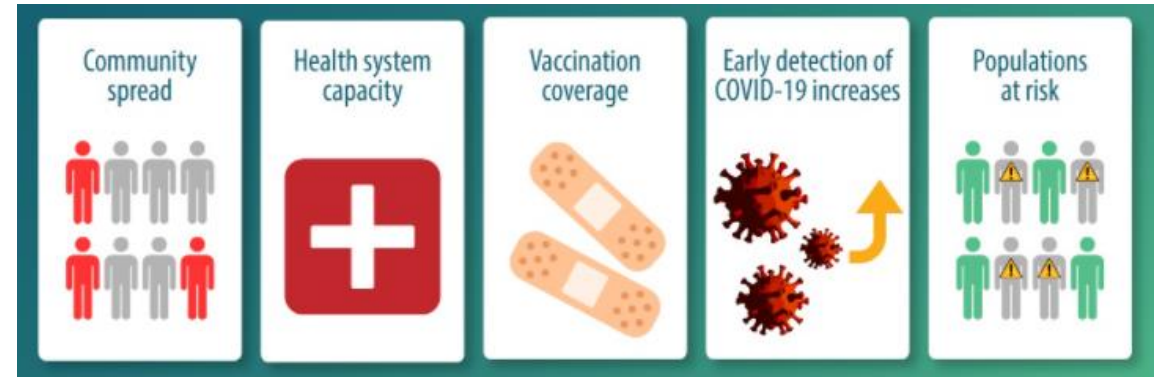 Community
spread
Health system
capacity
Vaccination
coverage
Early detection of
COVID-19 increases
Populations
at risk